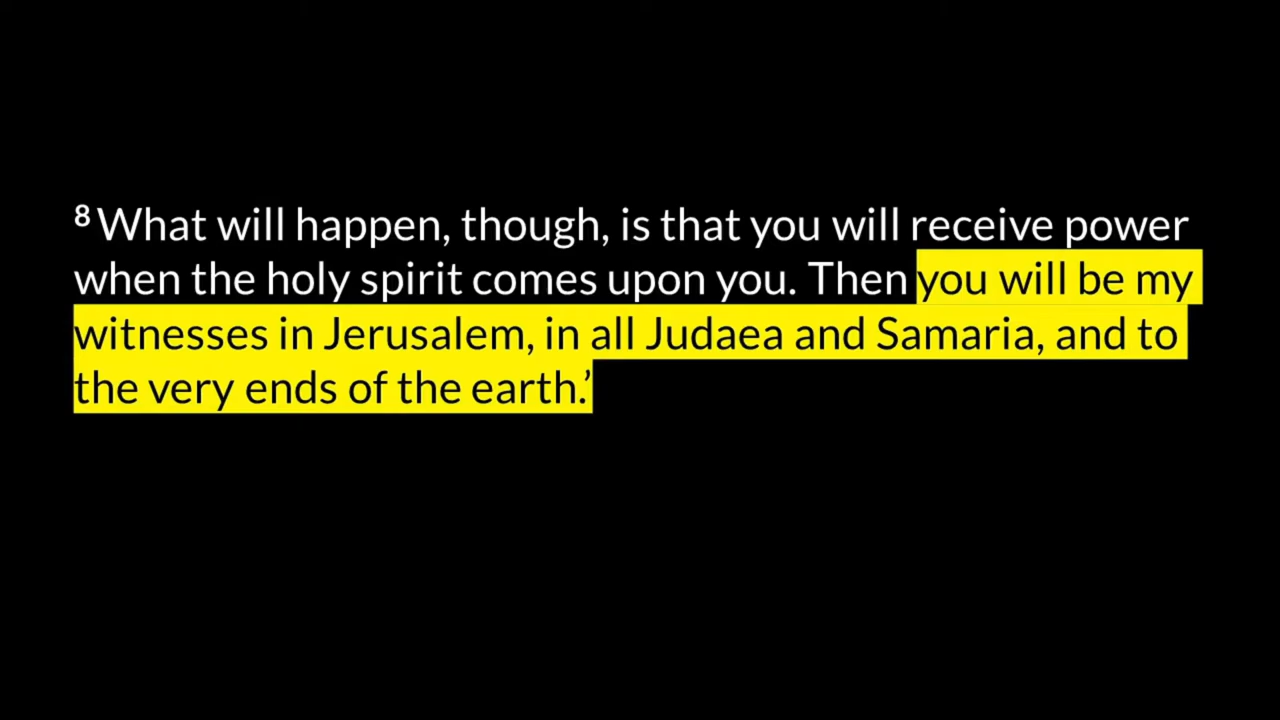 ⁸What will happen, though, is that you will receive power
when the holy spirit comes upon you. Then you will be my
witnesses in Jerusalem, in all Judaea and Samaria, and to
the very ends of the earth.’